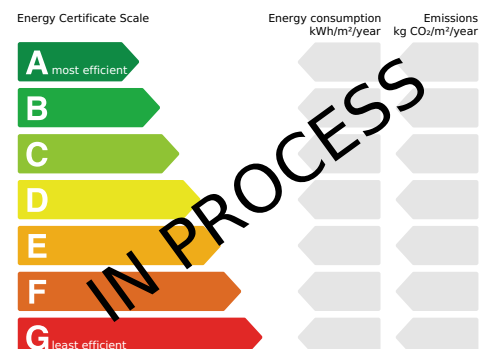 Energy Certificate Scale
Energy consumption
kWh/m²/year
Emissions
kg CO₂/m²/year
A most efficient
B
C
D
E
F
G least efficient
IN PROCESS